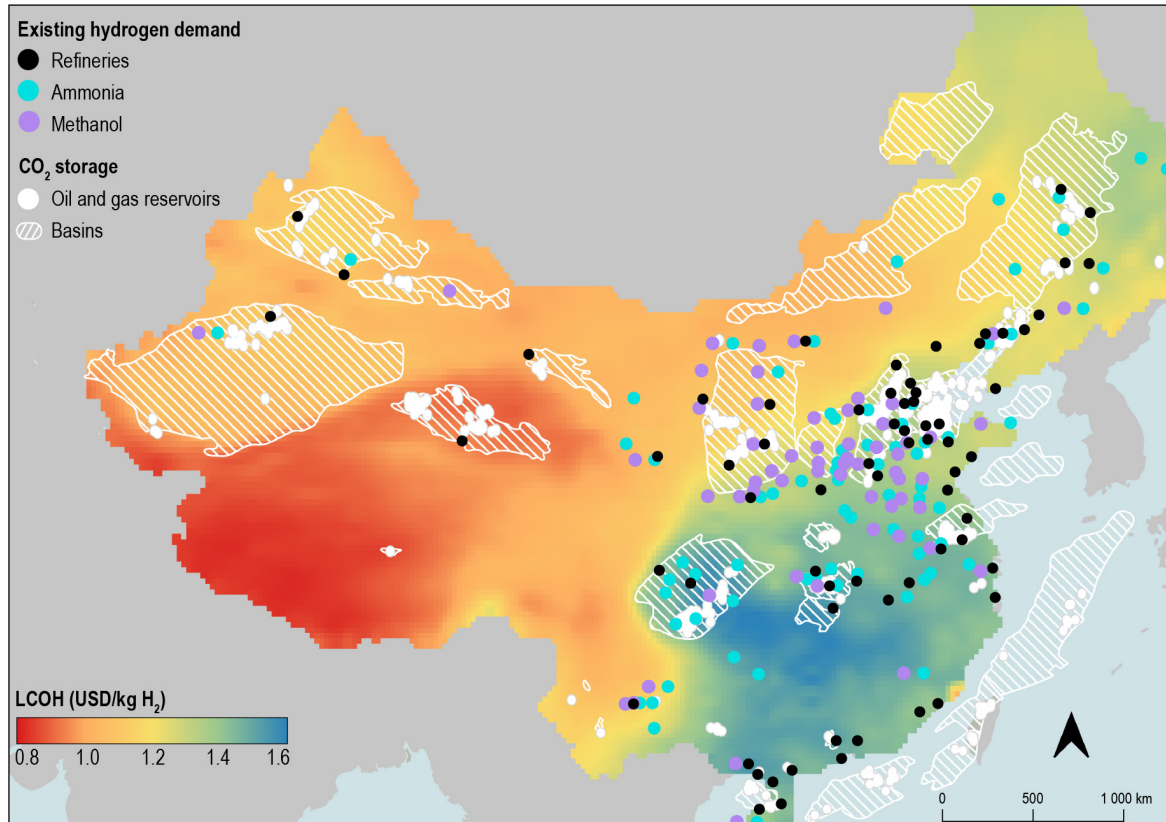 Existing hydrogen demand
Refineries
Ammonia
Methanol
CO₂ storage
Oil and gas reservoirs
Basins
LCOH (USD/kg H₂)
0.8 1.0 1.2 1.4 1.6
0 500 1 000 km